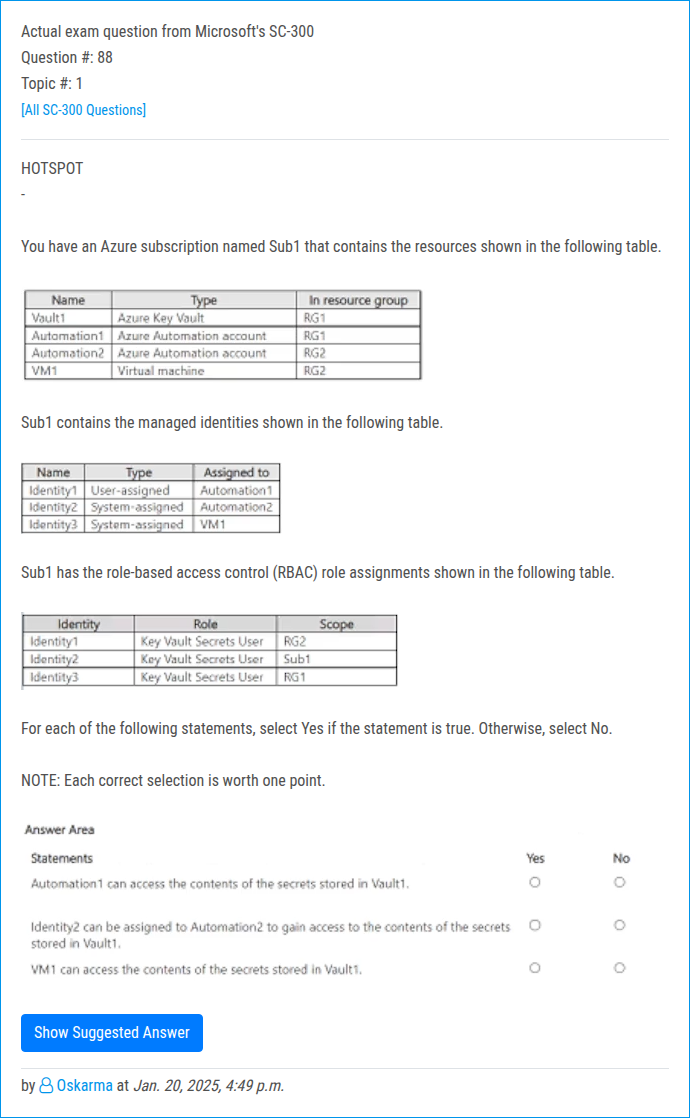 Actual exam question from Microsoft's SC-300
Question #: 88
Topic #: 1
[All SC-300 Questions]
HOTSPOT
-
You have an Azure subscription named Sub1 that contains the resources shown in the following table.
Name Type In resource group
Vault1 Azure Key Vault RG1
Automation1 Azure Automation account RG1
Automation2 Azure Automation account RG2
VM1 Virtual machine RG2
Sub1 contains the managed identities shown in the following table.
Name Type Assigned to
Identity1 User-assigned Automation1
Identity2 System-assigned Automation2
Identity3 System-assigned VM1
Sub1 has the role-based access control (RBAC) role assignments shown in the following table.
Identity Role Scope
Identity1 Key Vault Secrets User RG2
Identity2 Key Vault Secrets User Sub1
Identity3 Key Vault Secrets User RG1
For each of the following statements, select Yes if the statement is true. Otherwise, select No.
NOTE: Each correct selection is worth one point.
Answer Area
Statements Yes No
Automation1 can access the contents of the secrets stored in Vault1.
Identity2 can be assigned to Automation2 to gain access to the contents of the secrets
stored in Vault1.
VM1 can access the contents of the secrets stored in Vault1.
Show Suggested Answer
by Oskarma at Jan. 20, 2025, 4:49 p.m.